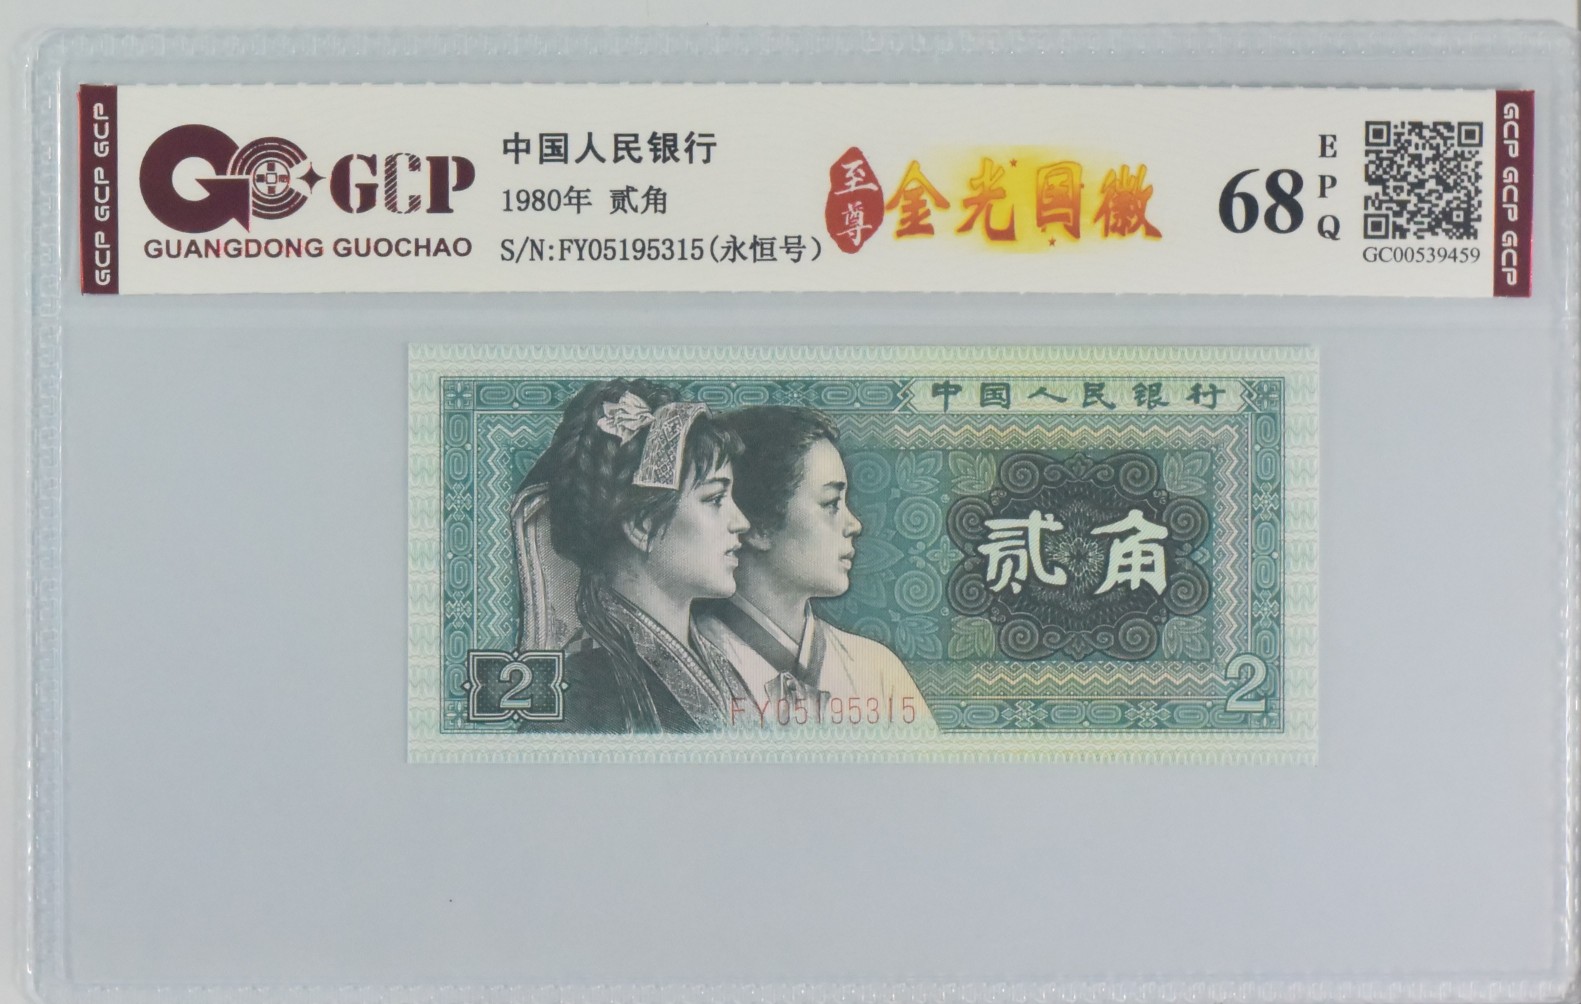 GCP GCP GCP
GCP
GUANGDONG GUOCHAO
中国人民银行
1980年 贰角
S/N:FY05195315(永恒号)
至尊
金光国徽
68
EPQ
GC00539459
GCP GCP GCP
中国人民银行
贰角
2
2
FY05195315